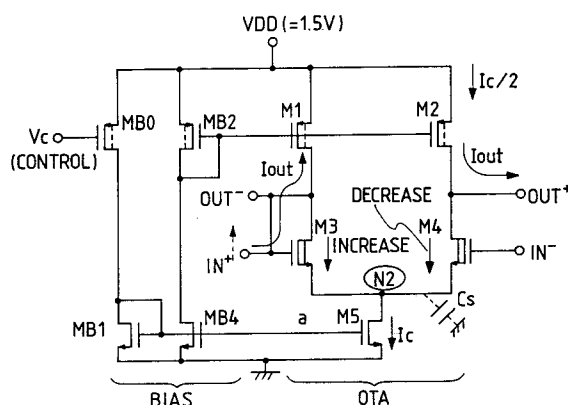 VDD (=1.5V)
M1
M2
Ic/2
MB0
MB2
Vc
(CONTROL)
Iout
Iout
OUT-
DECREASE
OUT+
M3
INCREASE
M4
IN+
IN-
N2
Cs
MB1
MB4
a
M5
Ic
BIAS
OTA